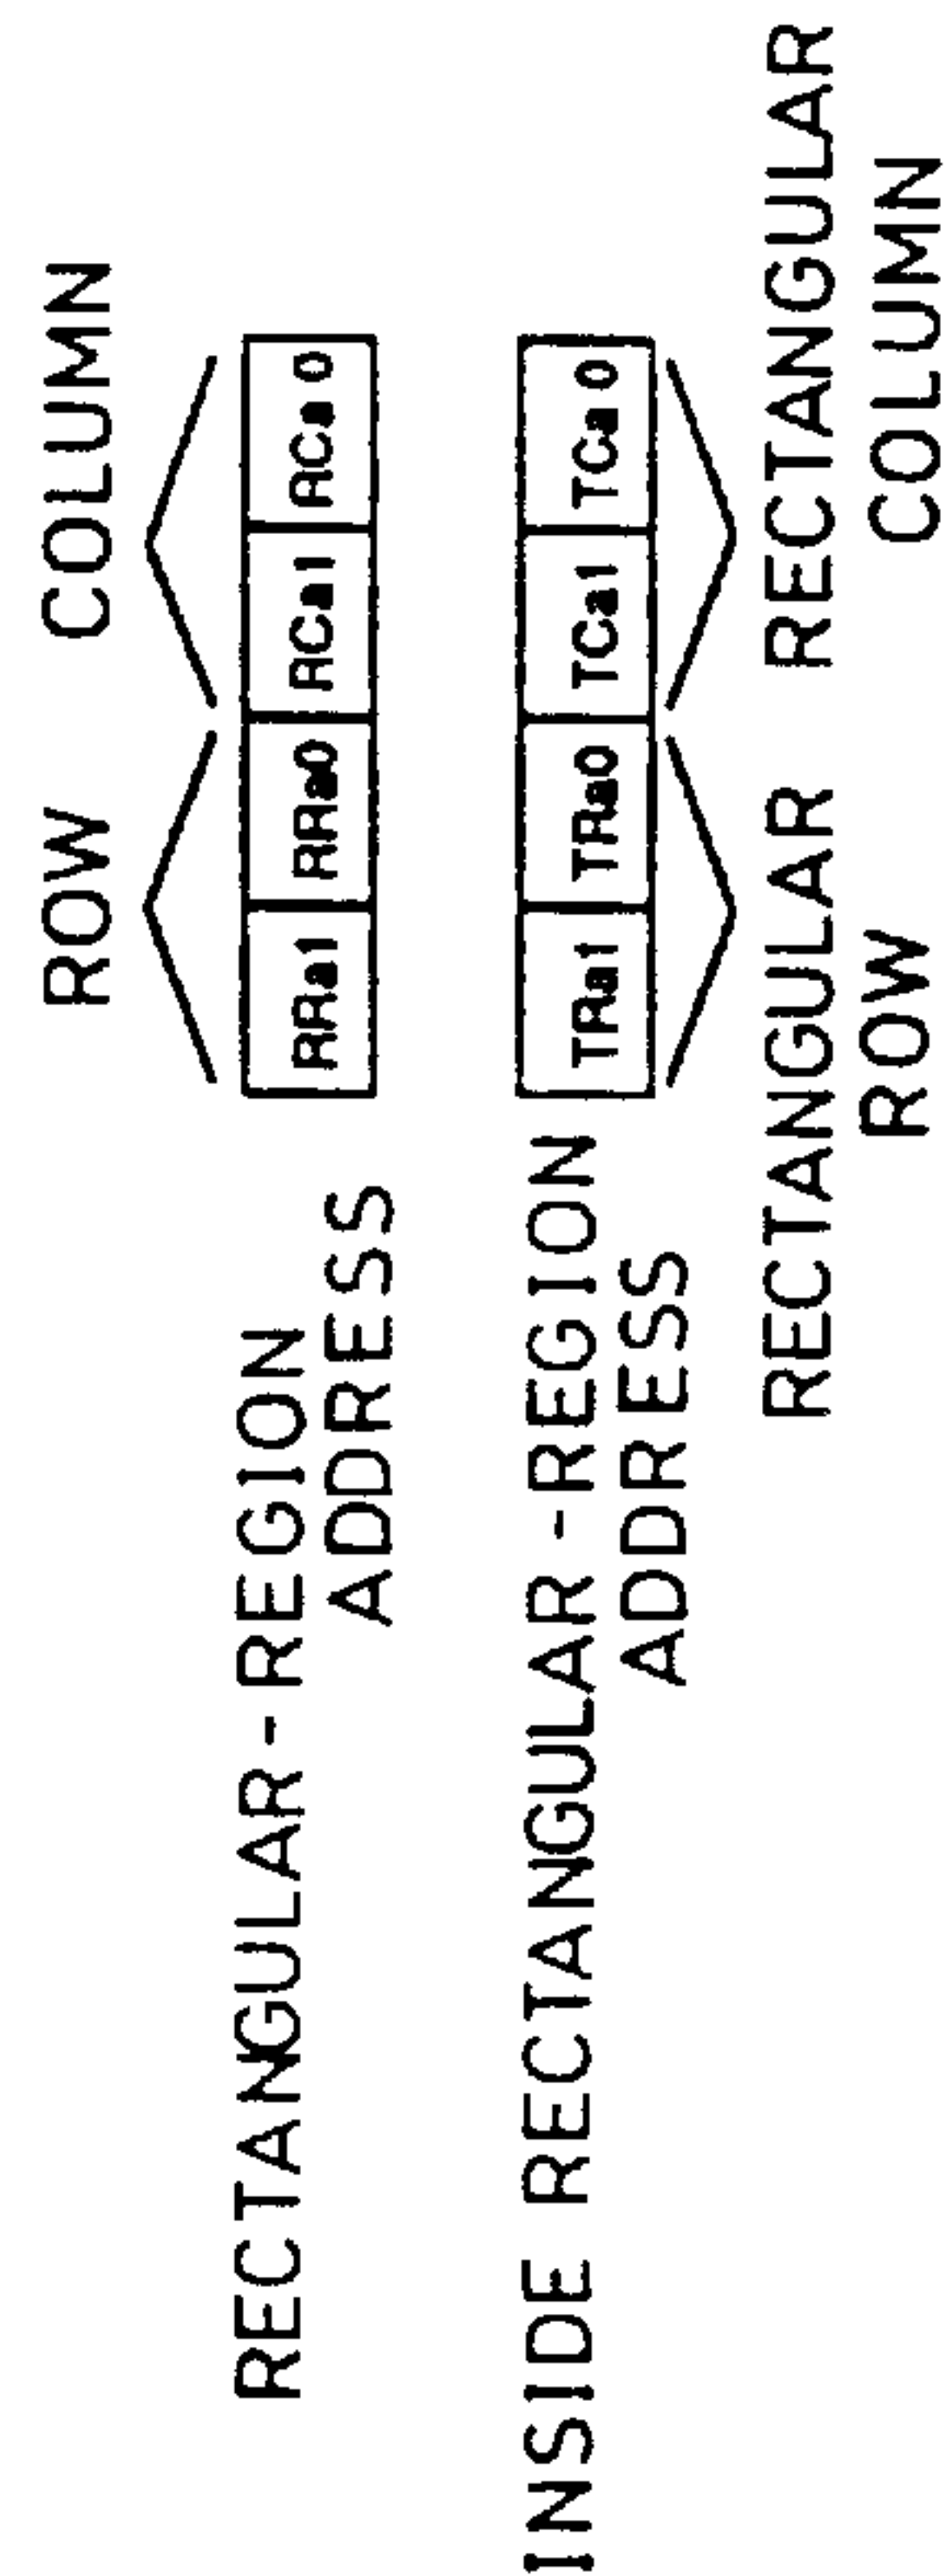 ROW COLUMN
RECTANGULAR-REGION
ADDRESS
RRa1 RRa0 RCa1 RCa0
INSIDE RECTANGULAR-REGION
ADDRESS
TRa1 TRa0 TCa1 TCa0
RECTANGULAR RECTANGULAR
ROW COLUMN